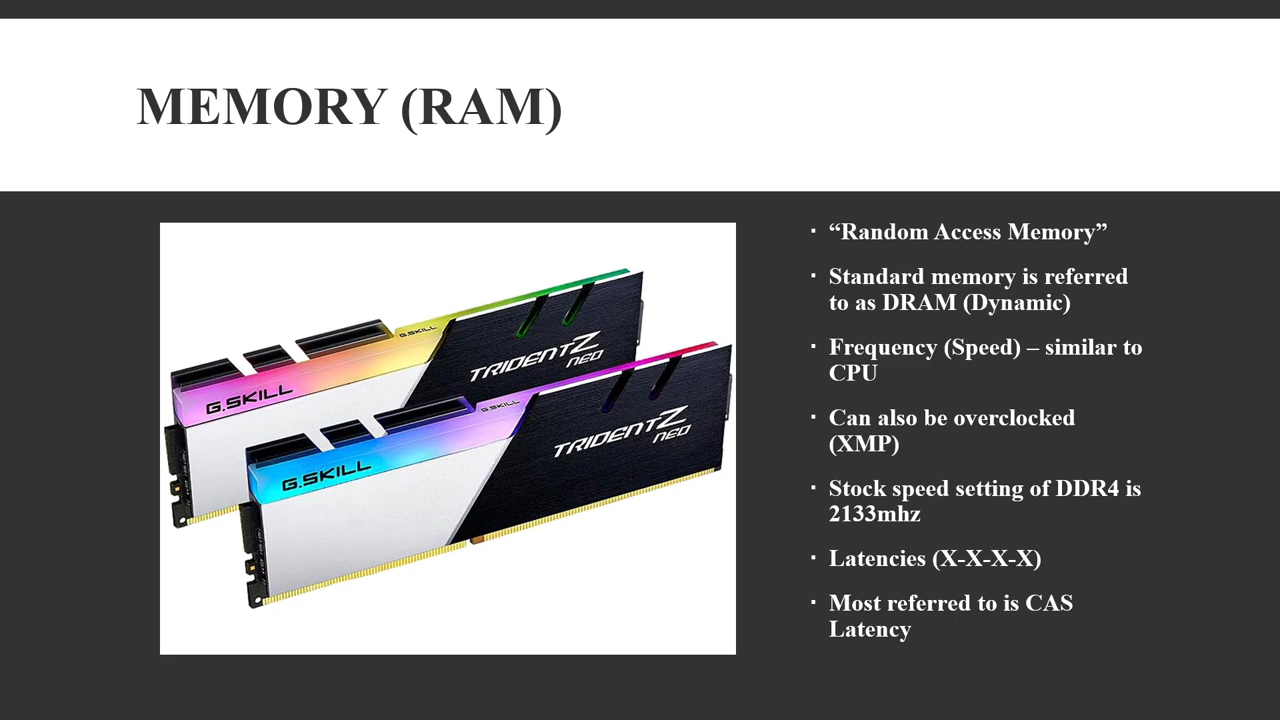 MEMORY (RAM)
G.SKILL
TRIDENTZ
NEO
G.SKILL
G.SKILL
TRIDENTZ
NEO
G.SKILL
▪ “Random Access Memory”
▪ Standard memory is referred
to as DRAM (Dynamic)
▪ Frequency (Speed) – similar to
CPU
▪ Can also be overclocked
(XMP)
▪ Stock speed setting of DDR4 is
2133mhz
▪ Latencies (X-X-X-X)
▪ Most referred to is CAS
Latency